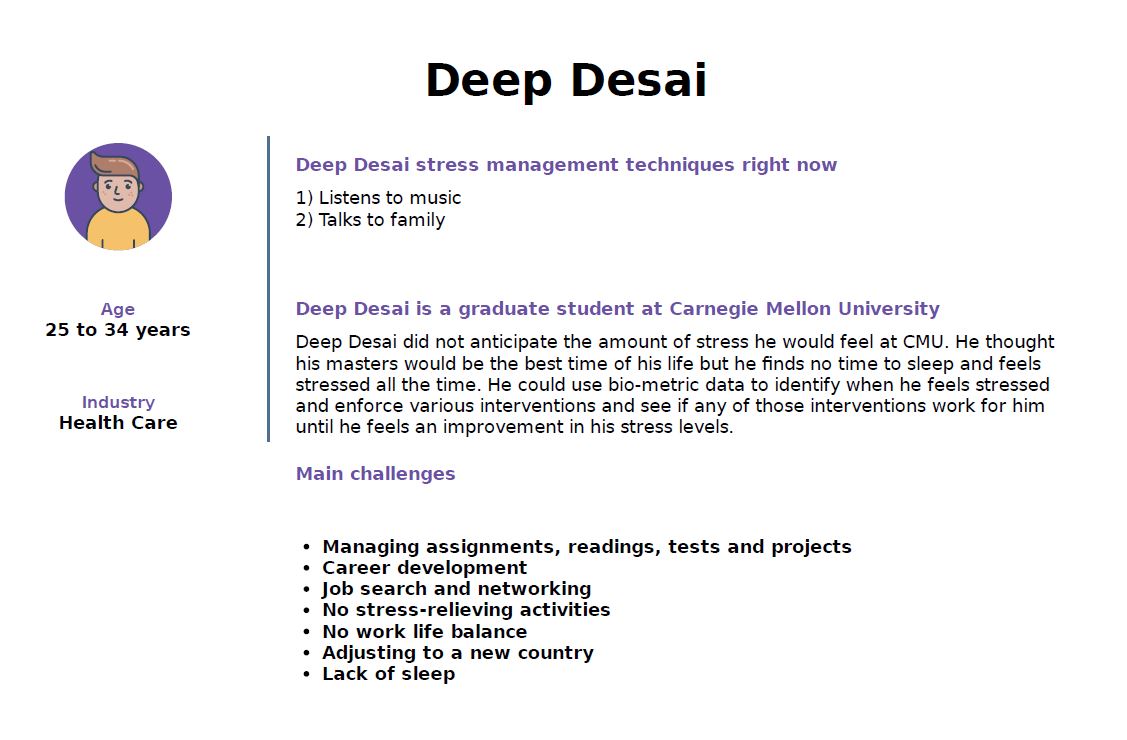 Deep Desai
Age
25 to 34 years
Industry
Health Care
Deep Desai stress management techniques right now
1) Listens to music
2) Talks to family
Deep Desai is a graduate student at Carnegie Mellon University
Deep Desai did not anticipate the amount of stress he would feel at CMU. He thought
his masters would be the best time of his life but he finds no time to sleep and feels
stressed all the time. He could use bio-metric data to identify when he feels stressed
and enforce various interventions and see if any of those interventions work for him
until he feels an improvement in his stress levels.
Main challenges
• Managing assignments, readings, tests and projects
• Career development
• Job search and networking
• No stress-relieving activities
• No work life balance
• Adjusting to a new country
• Lack of sleep